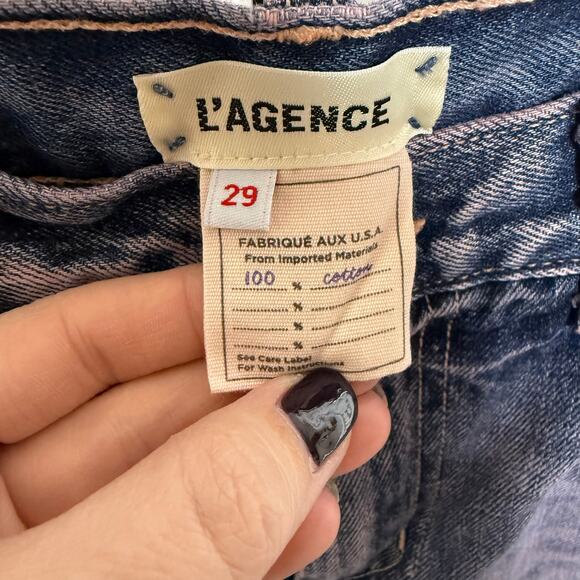 L'AGENCE
29
FABRIQUÉ AUX U.S.A.
From Imported Materials
100 % cotton
%
%
%
See Care Label
For Wash Instructions